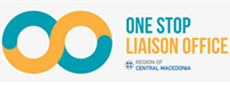 ONE STOP
LIAISON OFFICE
REGION OF
CENTRAL MACEDONIA